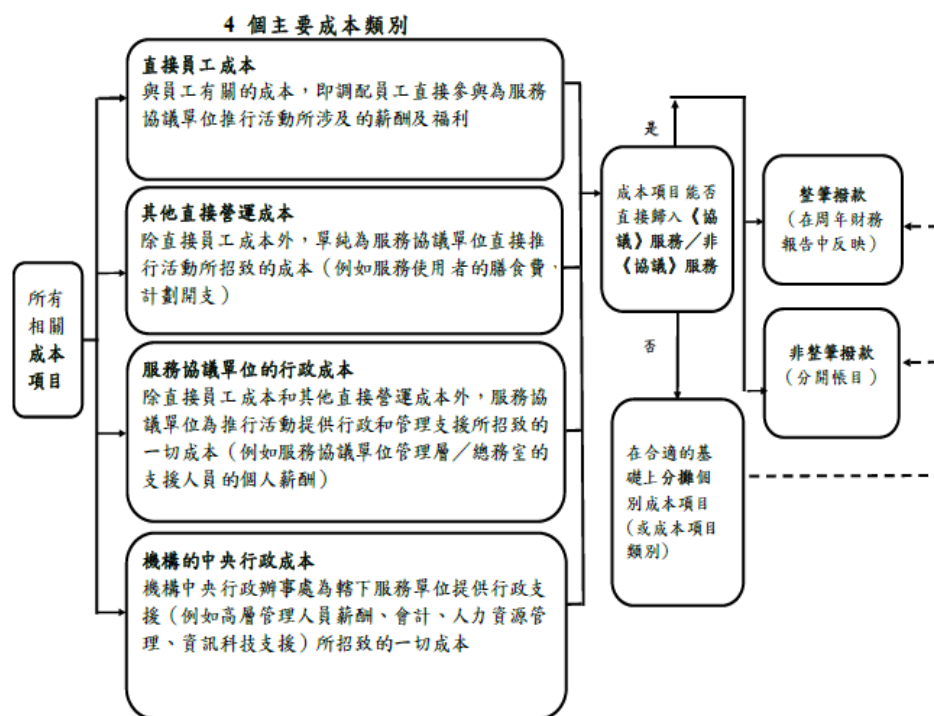 4 個主要成本類別
所有
相關
成本
項目
直接員工成本
與員工有關的成本，即調配員工直接參與為服務
協議單位推行活動所涉及的薪酬及福利
其他直接營運成本
除直接員工成本外，單純為服務協議單位直接推
行活動所招致的成本（例如服務使用者的膳食費、
計劃開支）
服務協議單位的行政成本
除直接員工成本和其他直接營運成本外，服務協
議單位為推行活動提供行政和管理支援所招致的
一切成本（例如服務協議單位管理層／總務室的
支援人員的個人薪酬）
機構的中央行政成本
機構中央行政辦事處為轄下服務單位提供行政支
援（例如高層管理人員薪酬、會計、人力資源管
理、資訊科技支援）所招致的一切成本
是
成本項目能否
直接歸入《協
議》服務／非
《協議》服務
否
在合適的基
礎上分攤個
別成本項目
（或成本項目
類別）
整筆撥款
（在周年財務
報告中反映）
非整筆撥款
（分開帳目）